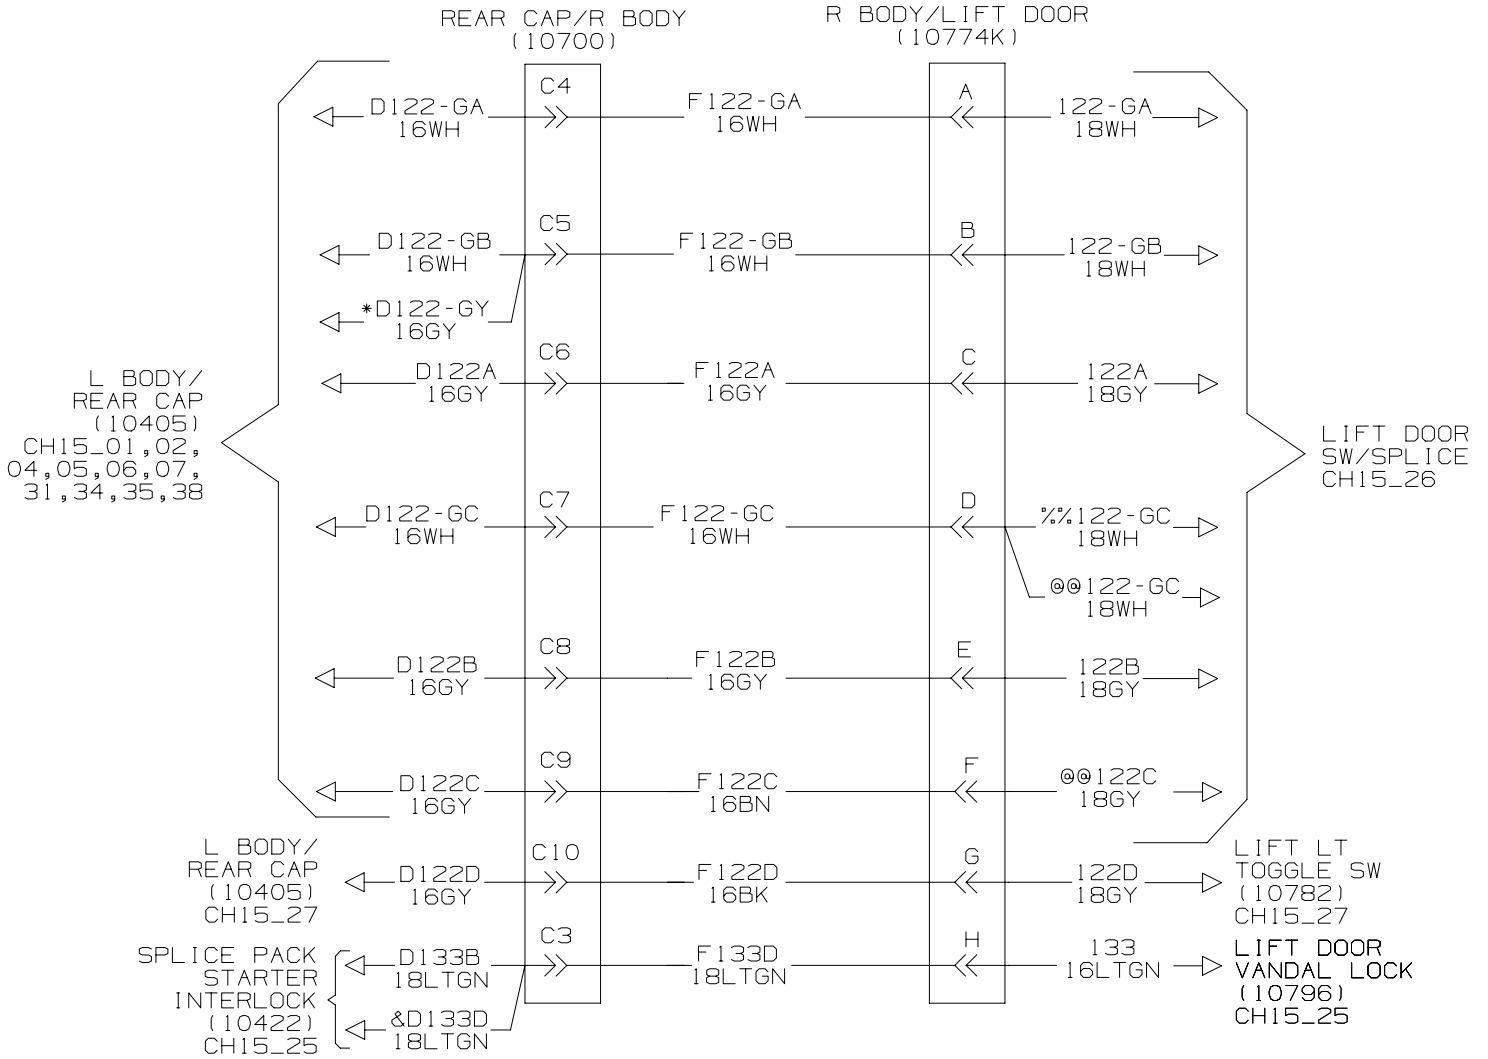 REAR CAP/R BODY
(10700)
R BODY/LIFT DOOR
(10774K)
C4
A
D122-GA
16WH
F122-GA
16WH
122-GA
18WH
C5
B
D122-GB
16WH
F122-GB
16WH
122-GB
18WH
*D122-GY
16GY
C6
C
D122A
16GY
F122A
16GY
122A
18GY
L BODY/
REAR CAP
(10405)
CH15_01,02,
04,05,06,07,
31,34,35,38
LIFT DOOR
SW/SPLICE
CH15_26
C7
D
D122-GC
16WH
F122-GC
16WH
%%122-GC
18WH
@@122-GC
18WH
C8
E
D122B
16GY
F122B
16GY
122B
18GY
C9
F
D122C
16GY
F122C
16BN
@@122C
18GY
L BODY/
REAR CAP
(10405)
CH15_27
C10
G
D122D
16GY
F122D
16BK
122D
18GY
LIFT LT
TOGGLE SW
(10782)
CH15_27
SPLICE PACK
STARTER
INTERLOCK
(10422)
CH15_25
C3
H
D133B
18LTGN
F133D
18LTGN
133
16LTGN
&D133D
18LTGN
LIFT DOOR
VANDAL LOCK
(10796)
CH15_25